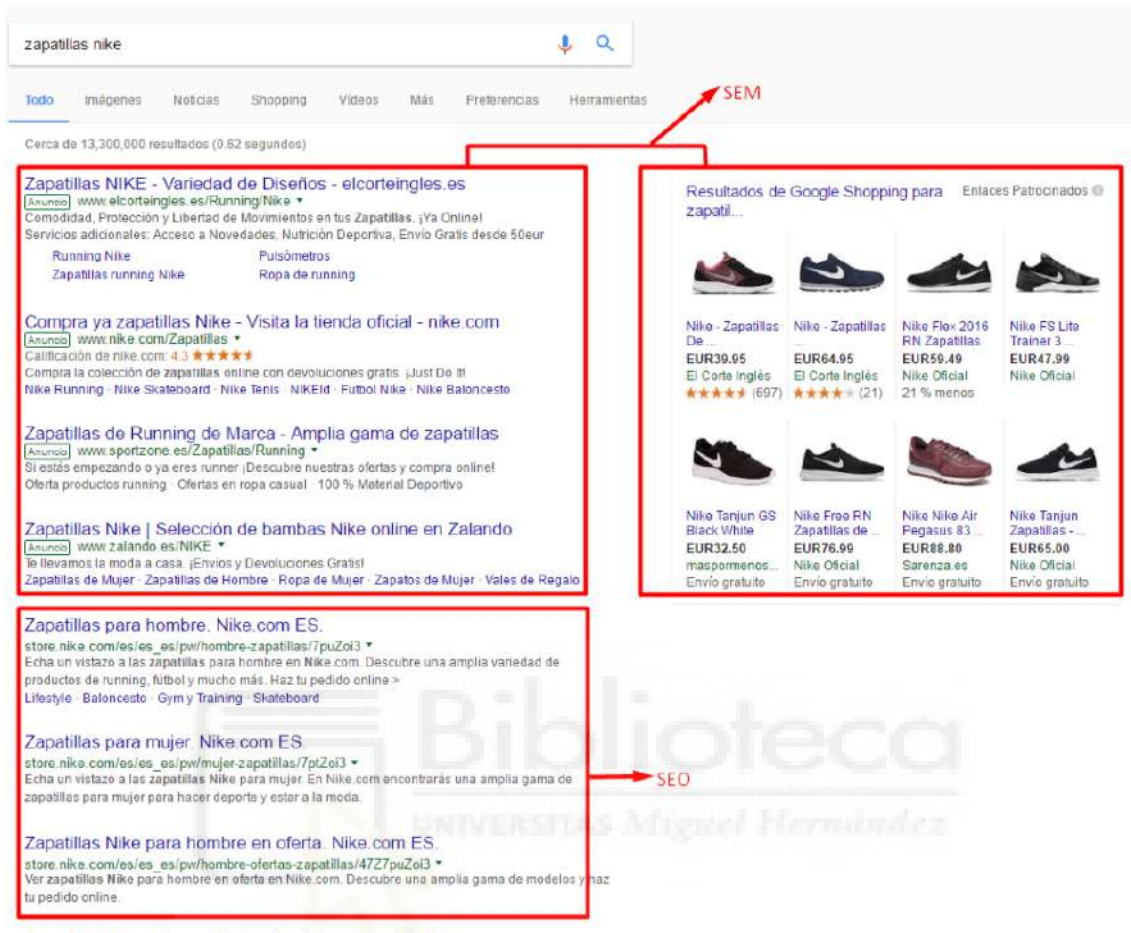 zapatillas nike
Todo Imágenes Noticias Shopping Vídeos Más Preferencias Herramientas
SEM
Cerca de 13,300,000 resultados (0.62 segundos)
Zapatillas NIKE - Variedad de Diseños - elcorteingles.es
Anuncio www.elcorteingles.es/Running/Nike
Comodidad, Protección y Libertad de Movimientos en tus Zapatillas. ¡Ya Online!
Servicios adicionales: Acceso a Novedades, Nutrición Deportiva, Envío Gratis desde 50eur
Running Nike Pulsómetros
Zapatillas running Nike Ropa de running
Compra ya zapatillas Nike - Visita la tienda oficial - nike.com
Anuncio www.nike.com/Zapatillas
Calificación de nike.com: 4.3 ★★★★★
Compra la colección de zapatillas online con devoluciones gratis. ¡Just Do It!
Nike Running · Nike Skateboard · Nike Tenis · NIKEId · Futbol Nike · Nike Baloncesto
Zapatillas de Running de Marca - Amplia gama de zapatillas
Anuncio www.sportzone.es/Zapatillas/Running
Si estás empezando o ya eres runner ¡Descubre nuestras ofertas y compra online!
Oferta productos running · Ofertas en ropa casual · 100 % Material Deportivo
Zapatillas Nike | Selección de bambas Nike online en Zalando
Anuncio www.zalando.es/NIKE
Te llevamos la moda a casa. ¡Envíos y Devoluciones Gratis!
Zapatillas de Mujer · Zapatillas de Hombre · Ropa de Mujer · Zapatos de Mujer · Vales de Regalo
Resultados de Google Shopping para Enlaces Patrocinados
zapatil...
Nike - Zapatillas Nike - Zapatillas Nike Flex 2016 Nike FS Lite
De ... ... RN Zapatillas Trainer 3 ...
EUR39.95 EUR64.95 EUR59.49 EUR47.99
El Corte Inglés El Corte Inglés Nike Oficial Nike Oficial
★★★★★ (697) ★★★★★ (21) 21 % menos
Nike Tanjun GS Nike Free RN Nike Nike Air Nike Tanjun
Black White Zapatillas de ... Pegasus 83 ... Zapatillas - ...
EUR32.50 EUR76.99 EUR88.80 EUR65.00
maspormenos... Nike Oficial Sarenza.es Nike Oficial
Envío gratuito Envío gratuito Envío gratuito Envío gratuito
Zapatillas para hombre. Nike.com ES.
store.nike.com/es/es_es/pw/hombre-zapatillas/7puZoi3
Echa un vistazo a las zapatillas para hombre en Nike.com. Descubre una amplia variedad de
productos de running, fútbol y mucho más. Haz tu pedido online >
Lifestyle · Baloncesto · Gym y Training · Skateboard
Zapatillas para mujer. Nike.com ES.
store.nike.com/es/es_es/pw/mujer-zapatillas/7ptZoi3
Echa un vistazo a las zapatillas Nike para mujer. En Nike.com encontrarás una amplia gama de
zapatillas para mujer para hacer deporte y estar a la moda.
Zapatillas Nike para hombre en oferta. Nike.com ES.
store.nike.com/es/es_es/pw/hombre-ofertas-zapatillas/47Z7puZoi3
Ver zapatillas Nike para hombre en oferta en Nike.com. Descubre una amplia gama de modelos y haz
tu pedido online.
SEO
Biblioteca
UNIVERSITAS Miguel Hernández